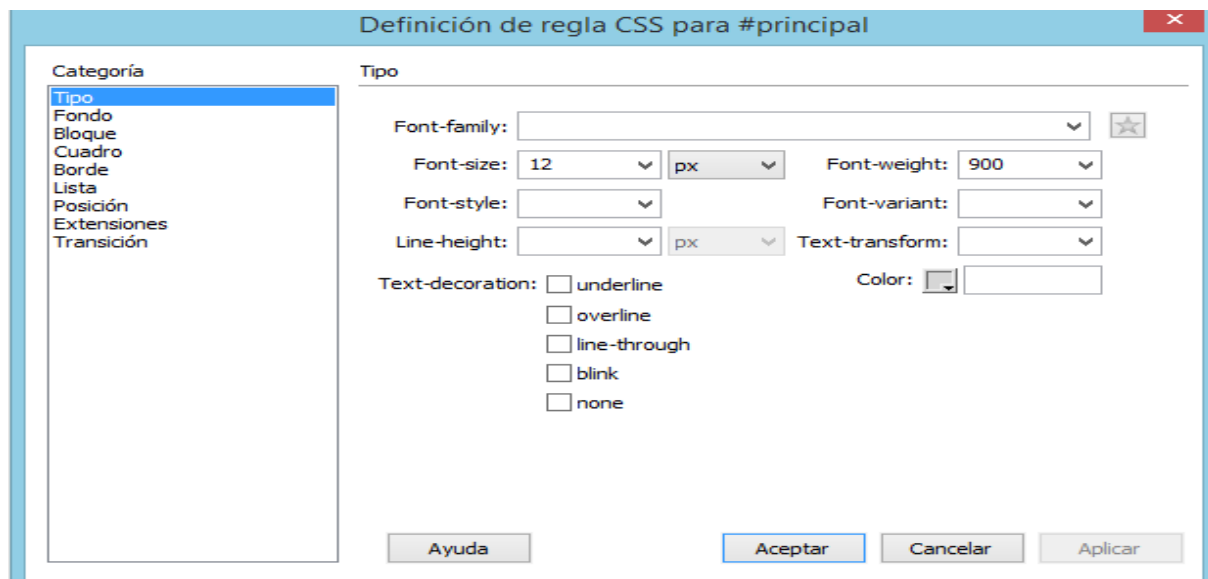 Definición de regla CSS para #principal
Categoría
Tipo
Fondo
Bloque
Cuadro
Borde
Lista
Posición
Extensiones
Transición
Tipo
Font-family:
Font-size: 12 px Font-weight: 900
Font-style: Font-variant:
Line-height: px Text-transform:
Text-decoration: underline Color:
overline
line-through
blink
none
Ayuda Aceptar Cancelar Aplicar